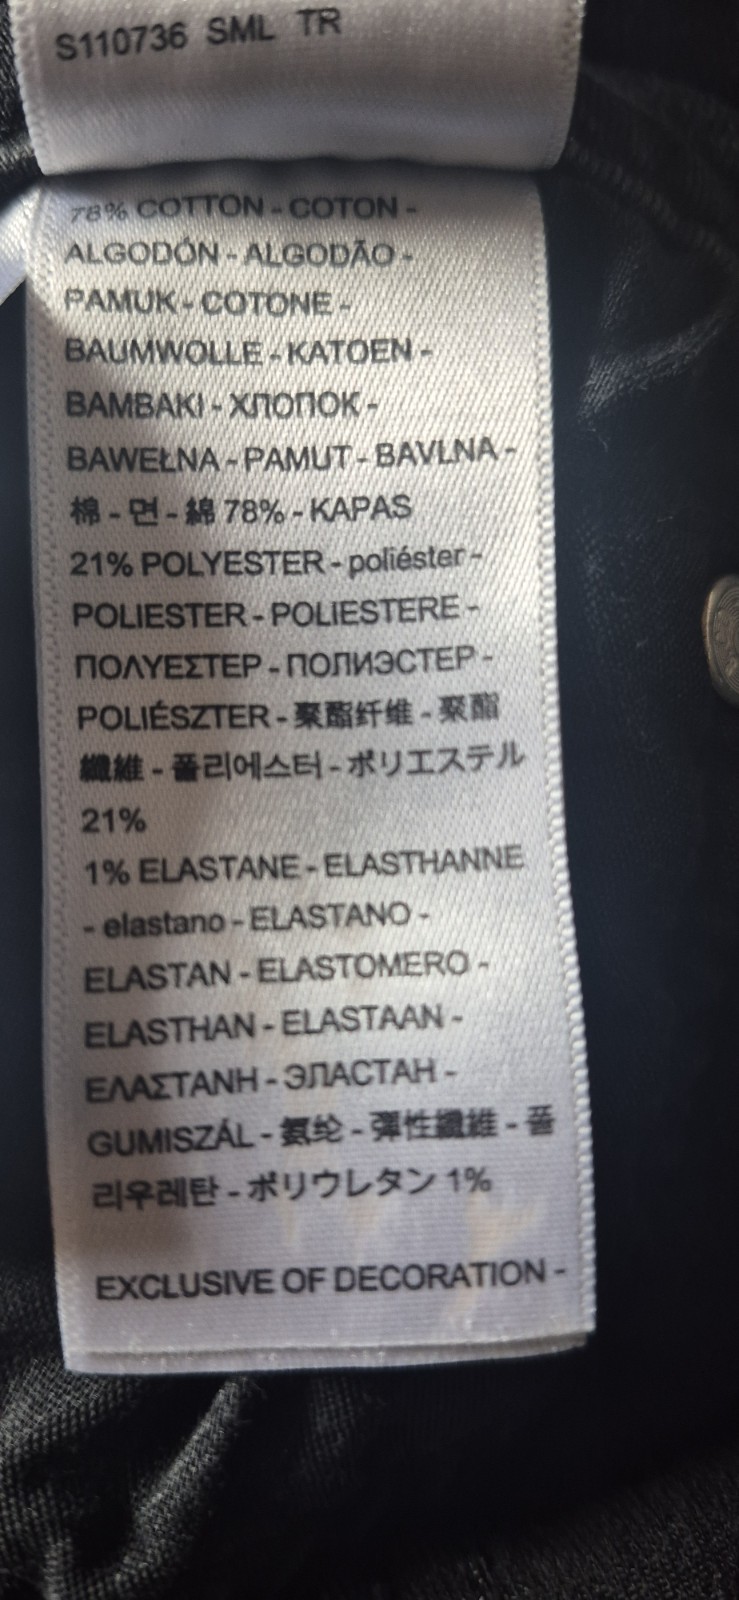 S110736 SML TR
78% COTTON - COTON -
ALGODÓN - ALGODÃO -
PAMUK - COTONE -
BAUMWOLLE - KATOEN -
BAMBAKI - ХЛОПОК -
BAWEŁNA - PAMUT - BAVLNA -
棉 - 면 - 綿 78% - KAPAS
21% POLYESTER - poliéster -
POLIESTER - POLIESTERE -
ΠΟΛΥΕΣΤΕΡ - ПОЛИЭСТЕР -
POLIÉSZTER - 聚酯纤维 - 聚酯
纖維 - 폴리에스터 - ポリエステル
21%
1% ELASTANE - ELASTHANNE
- elastano - ELASTANO -
ELASTAN - ELASTOMERO -
ELASTHAN - ELASTAAN -
ΕΛΑΣΤΑΝΗ - ЭЛАСТАН -
GUMISZÁL - 氨纶 - 彈性纖維 - 폴
리우레탄 - ポリウレタン 1%
EXCLUSIVE OF DECORATION -